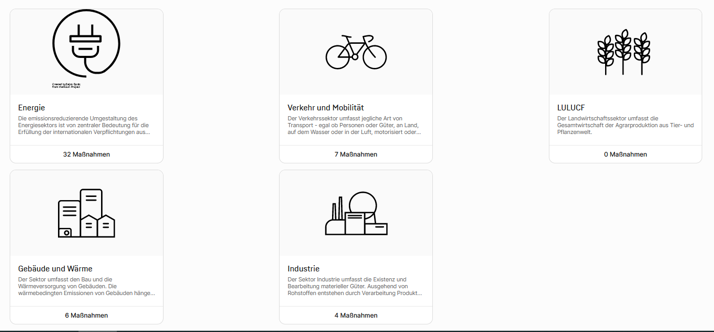 Energie
Die emissionsreduzierende Umgestaltung des
Energiesektors ist von zentraler Bedeutung für die
Erfüllung der internationalen Verpflichtungen aus...
32 Maßnahmen
Verkehr und Mobilität
Der Verkehrssektor umfasst jegliche Art von
Transport - egal ob Personen oder Güter, an Land,
auf dem Wasser oder in der Luft, motorisiert oder...
7 Maßnahmen
LULUCF
Der Landwirtschaftssektor umfasst die
Gesamtwirtschaft der Agrarproduktion aus Tier- und
Pflanzenwelt.
0 Maßnahmen
Gebäude und Wärme
Der Sektor umfasst den Bau und die
Wärmeversorgung von Gebäuden. Die
wärmebedingten Emissionen von Gebäuden hänge...
6 Maßnahmen
Industrie
Der Sektor Industrie umfasst die Existenz und
Bearbeitung materieller Güter. Ausgehend von
Rohstoffen entstehen durch Verarbeitung Produkt...
4 Maßnahmen